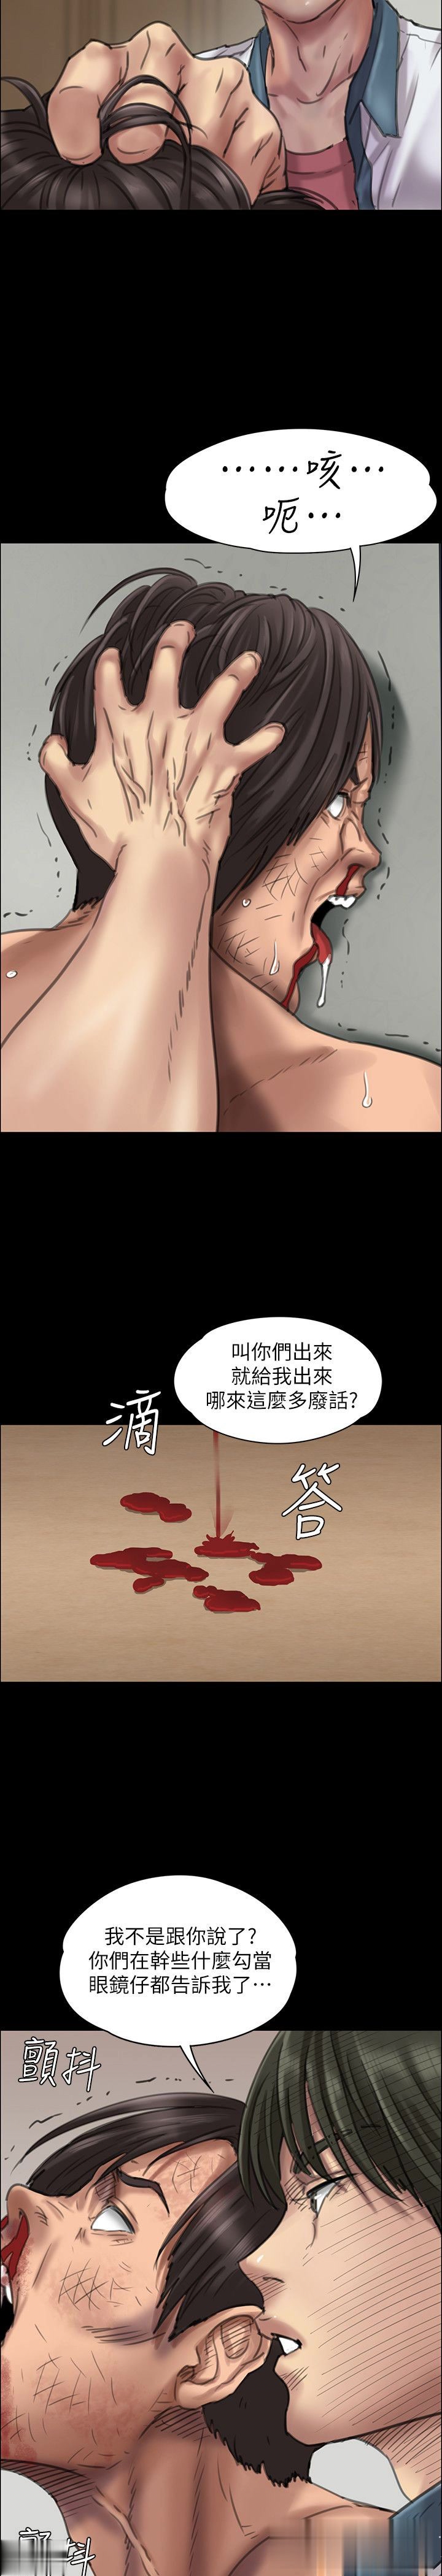 ……咳…
呃…
叫你們出來
就給我出來
哪來這麼多廢話?
滴
答
我不是跟你說了?
你們在幹些什麼勾當
眼鏡仔都告訴我了…
顫抖
顫抖